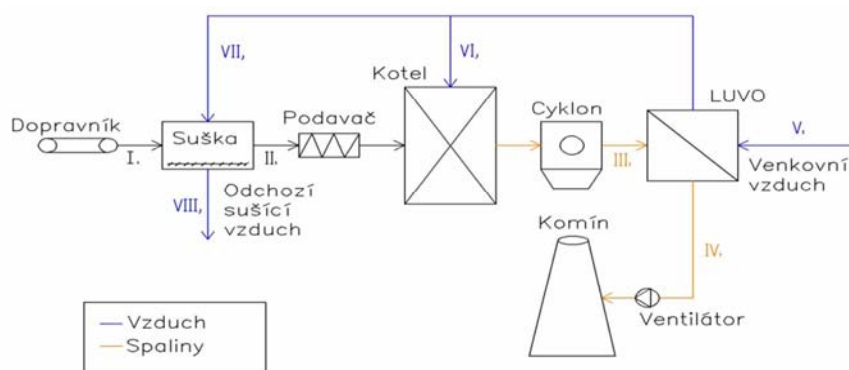 VII,
VI,
Kotel
Dopravník
Suška
Podavač
Cyklon
LUVO
I.
II.
III.
V.
Venkovní
vzduch
VIII,
Odchozí
sušící
vzduch
Komín
IV.
Ventilátor
Vzduch
Spaliny